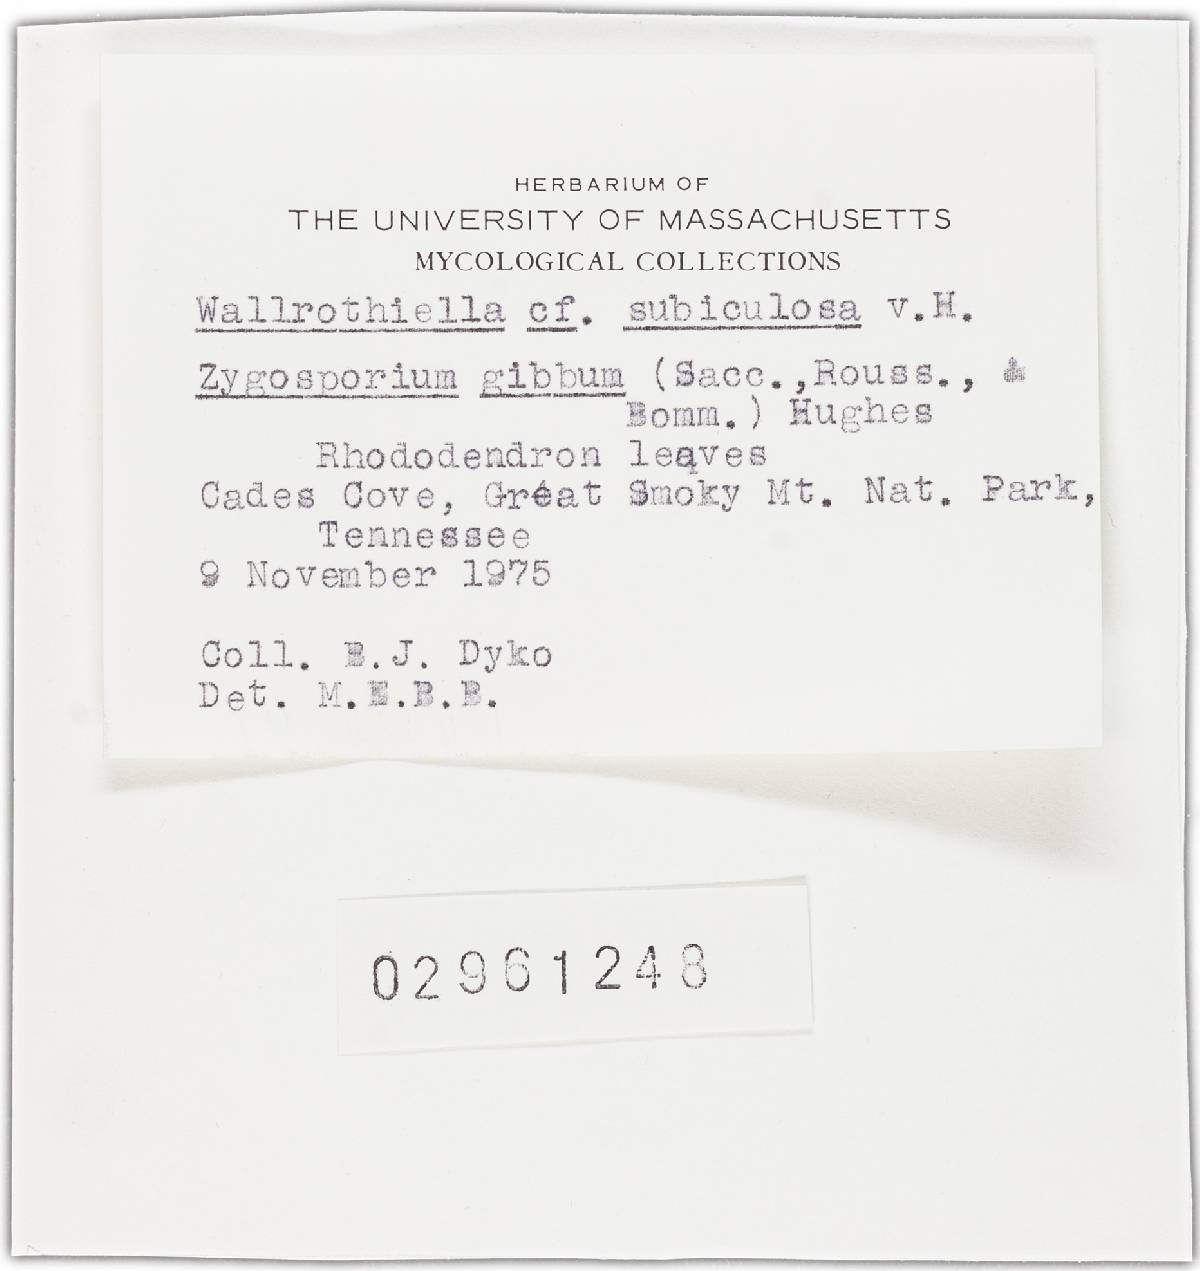 HERBARIUM OF
THE UNIVERSITY OF MASSACHUSETTS
MYCOLOGICAL COLLECTIONS
Wallrothiella cf. subiculosa v.H.
Zygosporium gibbum (Sacc.,Rouss., &
Bomm.) Hughes
Rhododendron leaves
Cades Cove, Great Smoky Mt. Nat. Park,
Tennessee
9 November 1975
Coll. B.J. Dyko
Det. M.E.B.B.
02961248